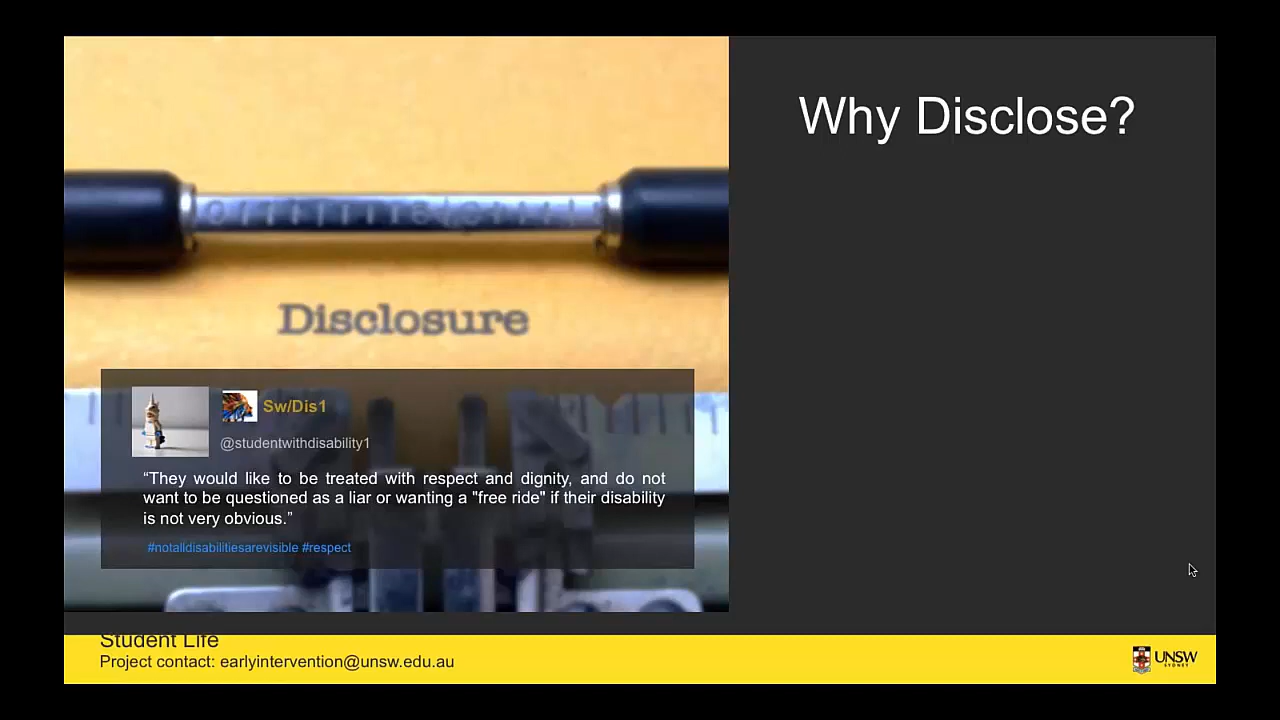 Why Disclose?
Disclosure
Sw/Dis1
@studentwithdisability1
“They would like to be treated with respect and dignity, and do not
want to be questioned as a liar or wanting a "free ride" if their disability
is not very obvious.”
#notalldisabilitiesarevisible #respect
Student Life
Project contact: earlyintervention@unsw.edu.au
UNSW
SYDNEY